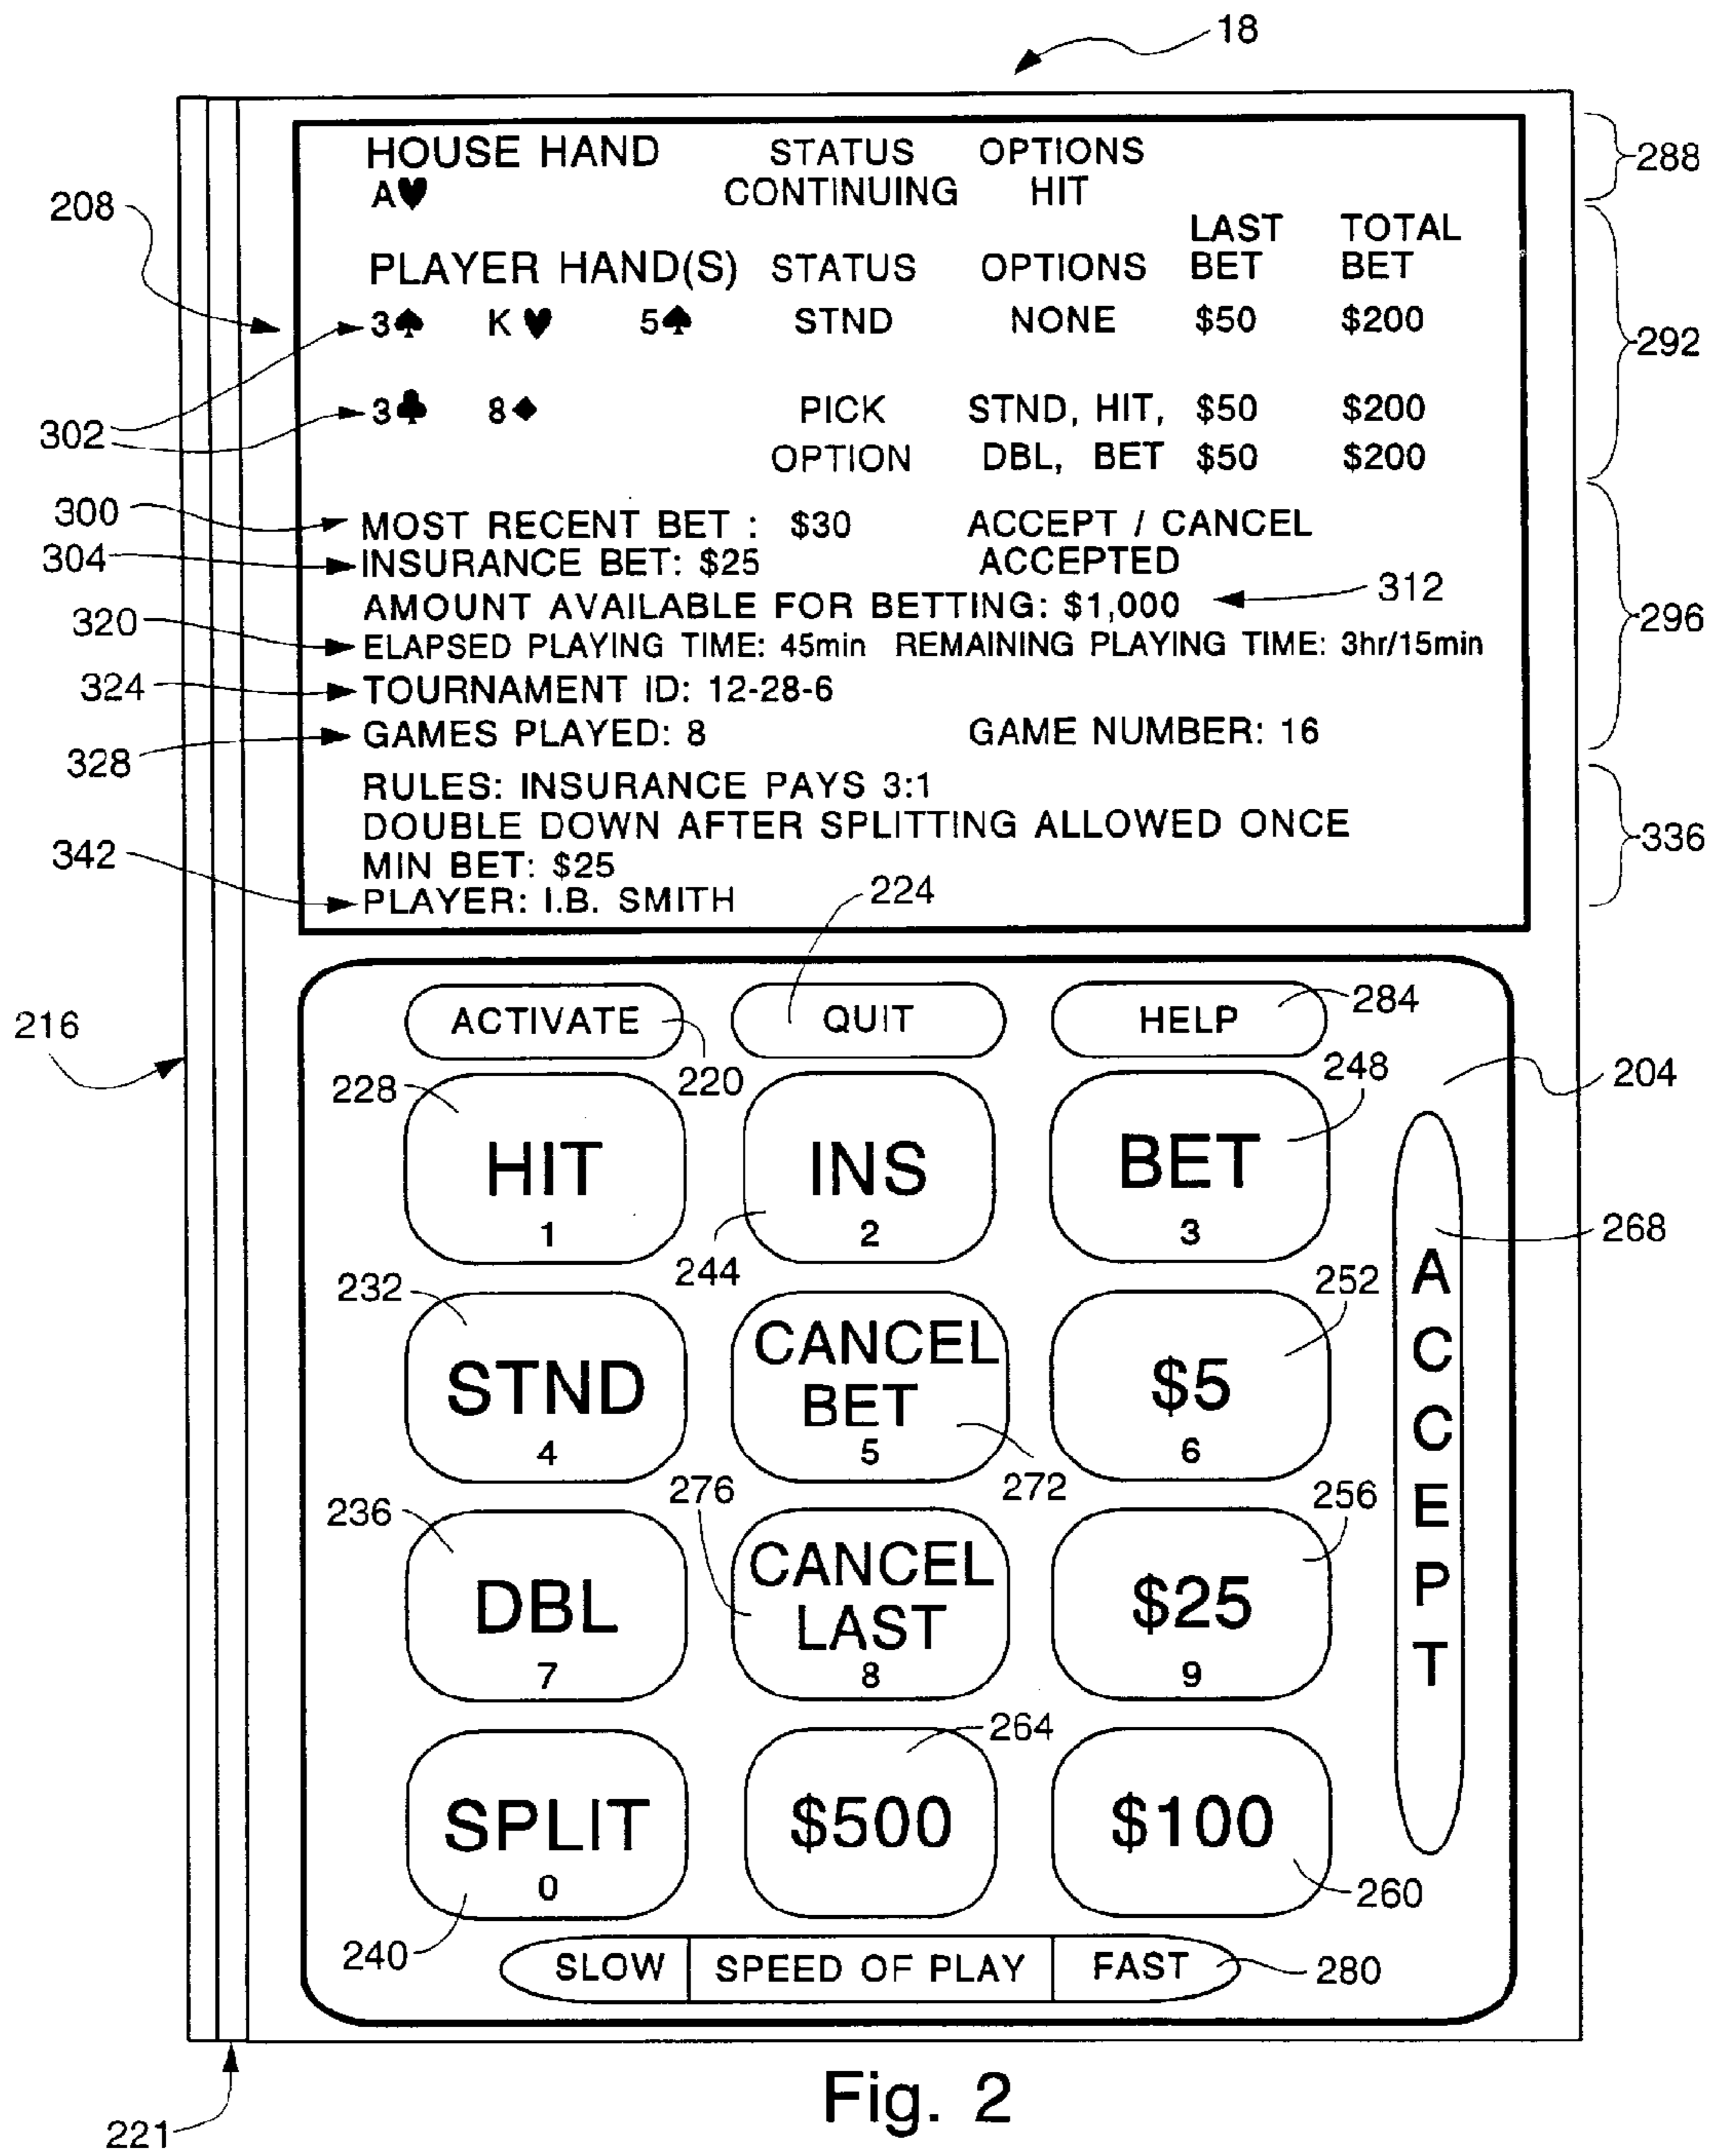 18
HOUSE HAND STATUS OPTIONS
A♥ CONTINUING HIT
288
208
LAST TOTAL
PLAYER HAND(S) STATUS OPTIONS BET BET
3♠ K♥ 5♠ STND NONE $50 $200
292
302
3♣ 8♦ PICK STND, HIT, $50 $200
OPTION DBL, BET $50 $200
300 MOST RECENT BET : $30 ACCEPT / CANCEL
304 INSURANCE BET: $25 ACCEPTED
AMOUNT AVAILABLE FOR BETTING: $1,000 312
296
320 ELAPSED PLAYING TIME: 45min REMAINING PLAYING TIME: 3hr/15min
324 TOURNAMENT ID: 12-28-6
328 GAMES PLAYED: 8 GAME NUMBER: 16
RULES: INSURANCE PAYS 3:1
DOUBLE DOWN AFTER SPLITTING ALLOWED ONCE
336
342
MIN BET: $25
PLAYER: I.B. SMITH
224
216
ACTIVATE QUIT HELP 284
220
228 248 204
HIT INS BET
1 2 3
268
244
232 252
ACCEPT
STND CANCEL BET $5
4 5 6
276 272 256
236
DBL CANCEL LAST $25
7 8 9
264
SPLIT $500 $100
0
260
240
SLOW SPEED OF PLAY FAST 280
221
Fig. 2